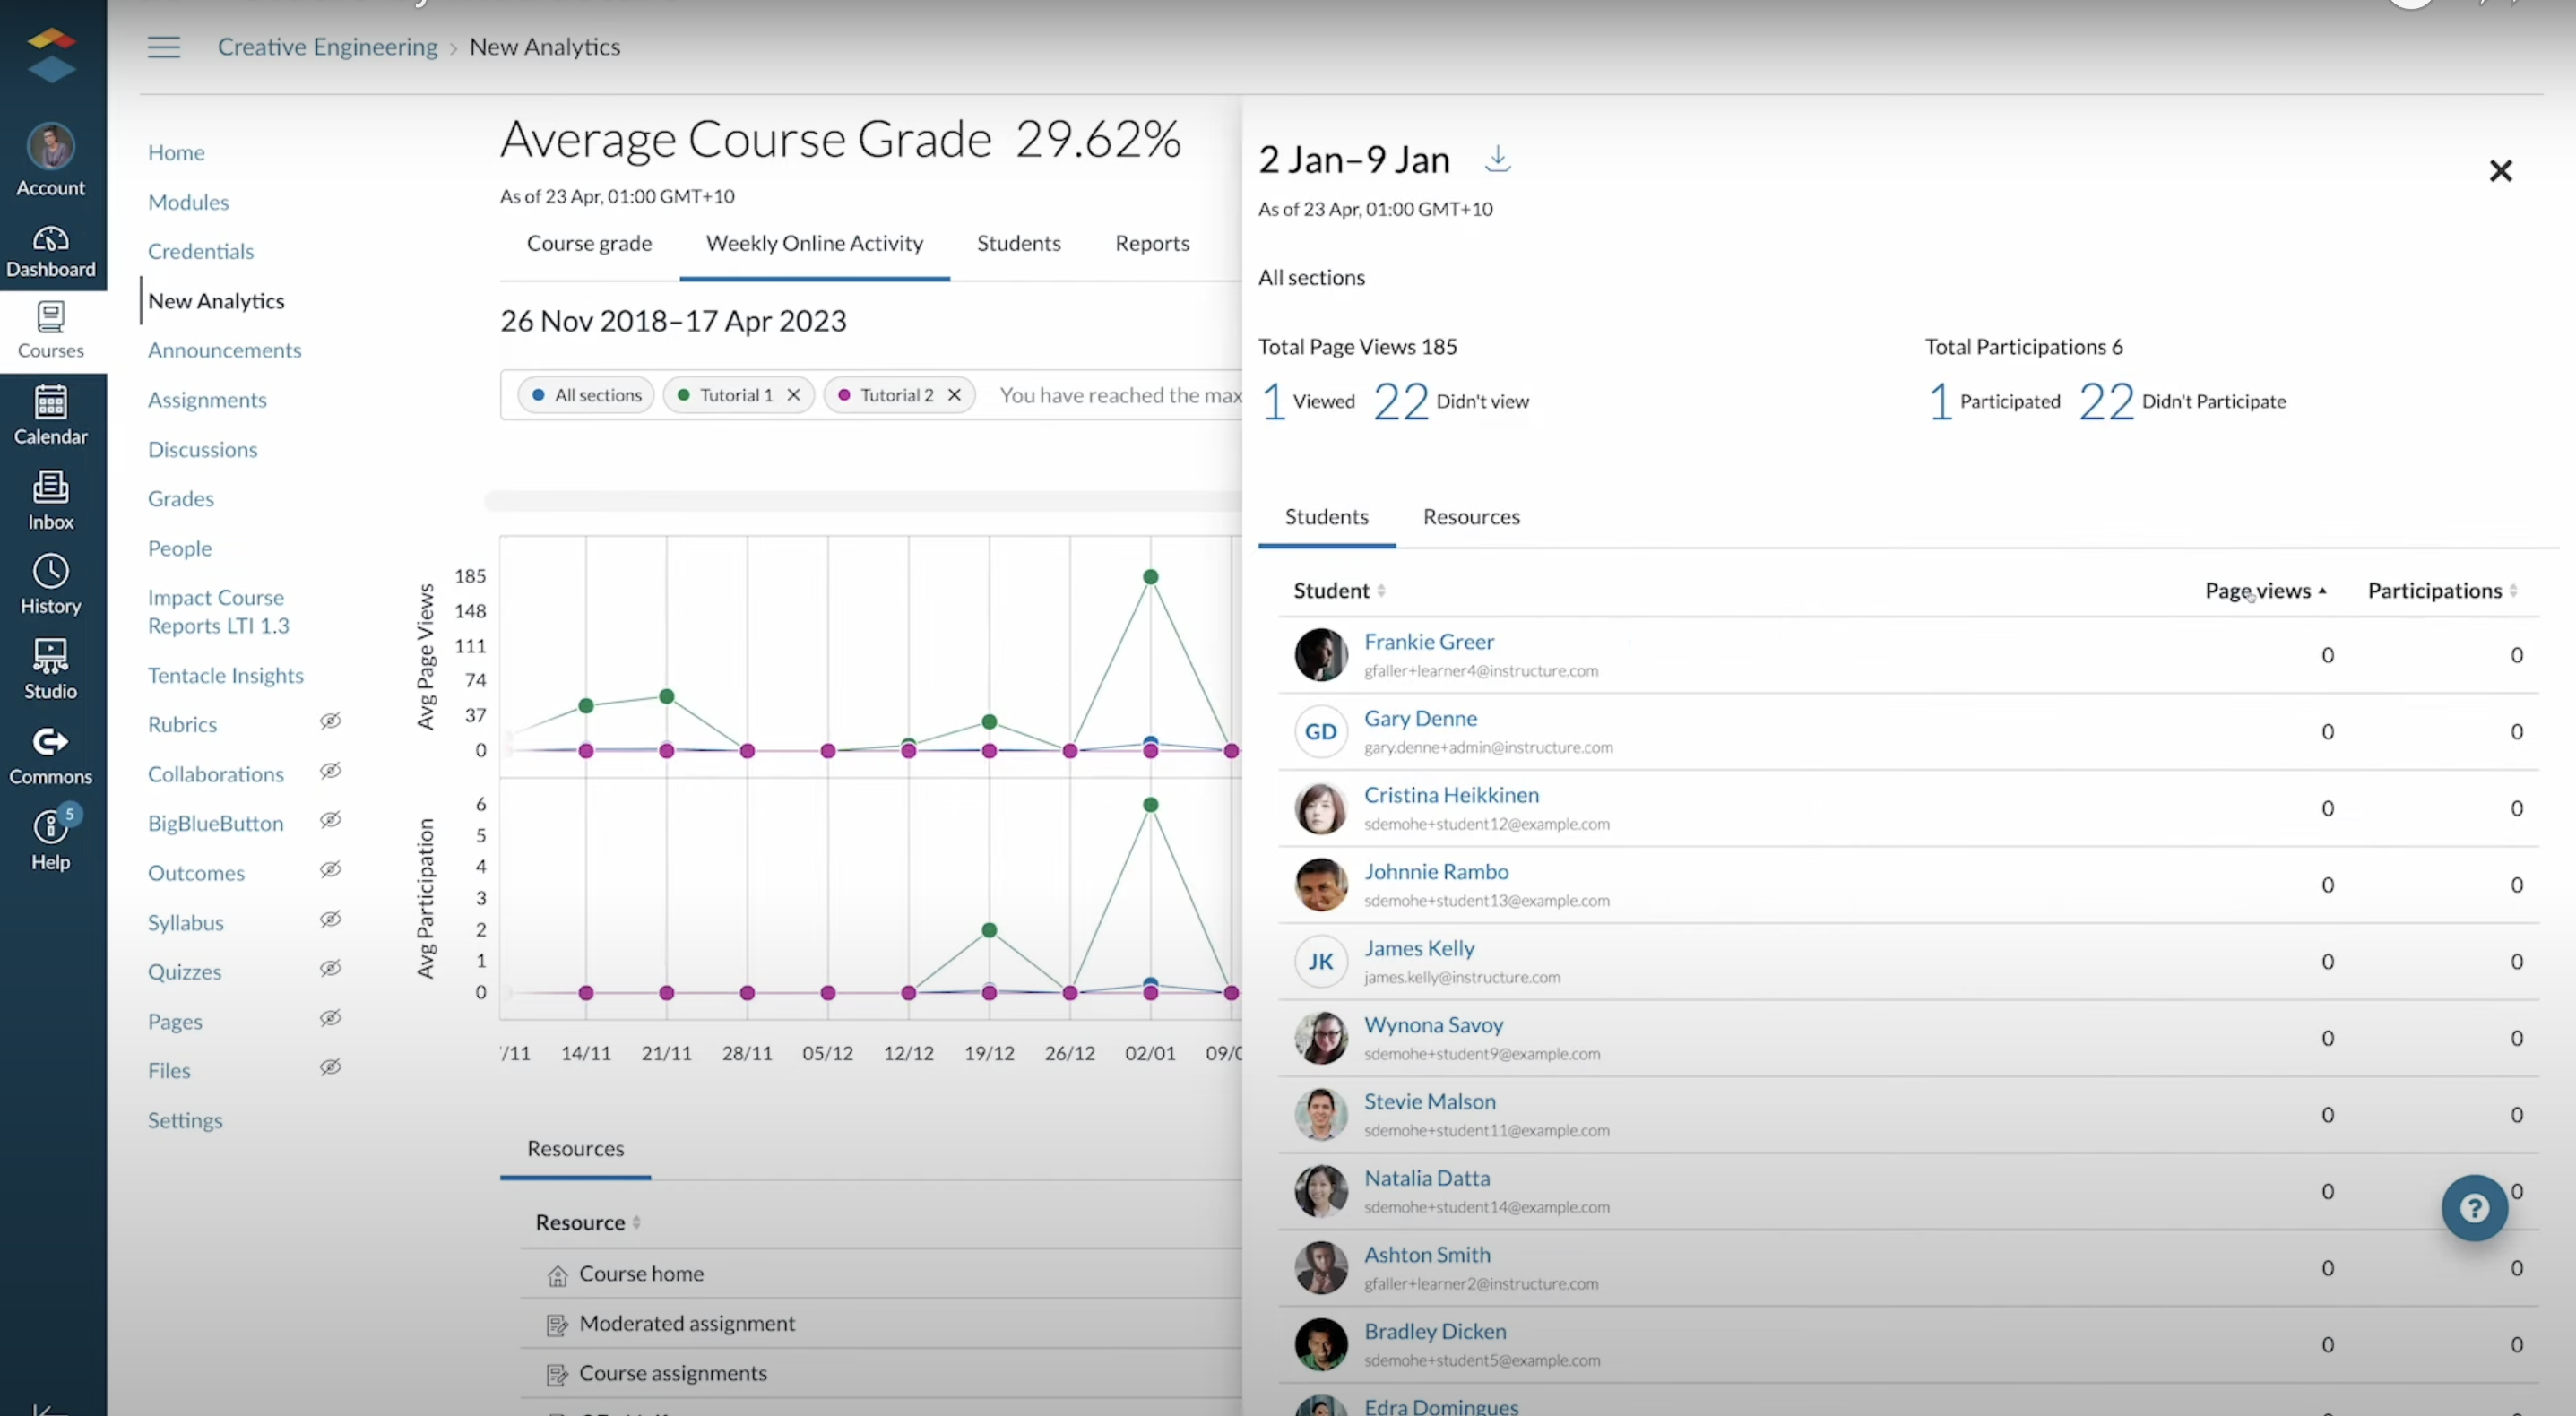 Creative Engineering › New Analytics
Account
Dashboard
Courses
Calendar
Inbox
History
Studio
Commons
5
Help
Home
Modules
Credentials
New Analytics
Announcements
Assignments
Discussions
Grades
People
Impact Course
Reports LTI 1.3
Tentacle Insights
Rubrics
Collaborations
BigBlueButton
Outcomes
Syllabus
Quizzes
Pages
Files
Settings
Average Course Grade 29.62%
As of 23 Apr, 01:00 GMT+10
Course grade Weekly Online Activity Students Reports
26 Nov 2018–17 Apr 2023
All sections Tutorial 1 Tutorial 2 You have reached the max
Avg Page Views
185
148
111
74
37
0
Avg Participation
6
5
4
3
2
1
0
/11 14/11 21/11 28/11 05/12 12/12 19/12 26/12 02/01 09/0
Resources
Resource
Course home
Moderated assignment
Course assignments
2 Jan–9 Jan
As of 23 Apr, 01:00 GMT+10
All sections
Total Page Views 185
1 Viewed 22 Didn't view
Total Participations 6
1 Participated 22 Didn't Participate
Students Resources
Student Page views Participations
Frankie Greer 0 0
gfaller+learner4@instructure.com
GD Gary Denne 0 0
gary.denne+admin@instructure.com
Cristina Heikkinen 0 0
sdemohe+student12@example.com
Johnnie Rambo 0 0
sdemohe+student13@example.com
JK James Kelly 0 0
james.kelly@instructure.com
Wynona Savoy 0 0
sdemohe+student9@example.com
Stevie Malson 0 0
sdemohe+student11@example.com
Natalia Datta 0 0
sdemohe+student14@example.com
?
Ashton Smith 0 0
gfaller+learner2@instructure.com
Bradley Dicken 0 0
sdemohe+student5@example.com
Edra Domingues